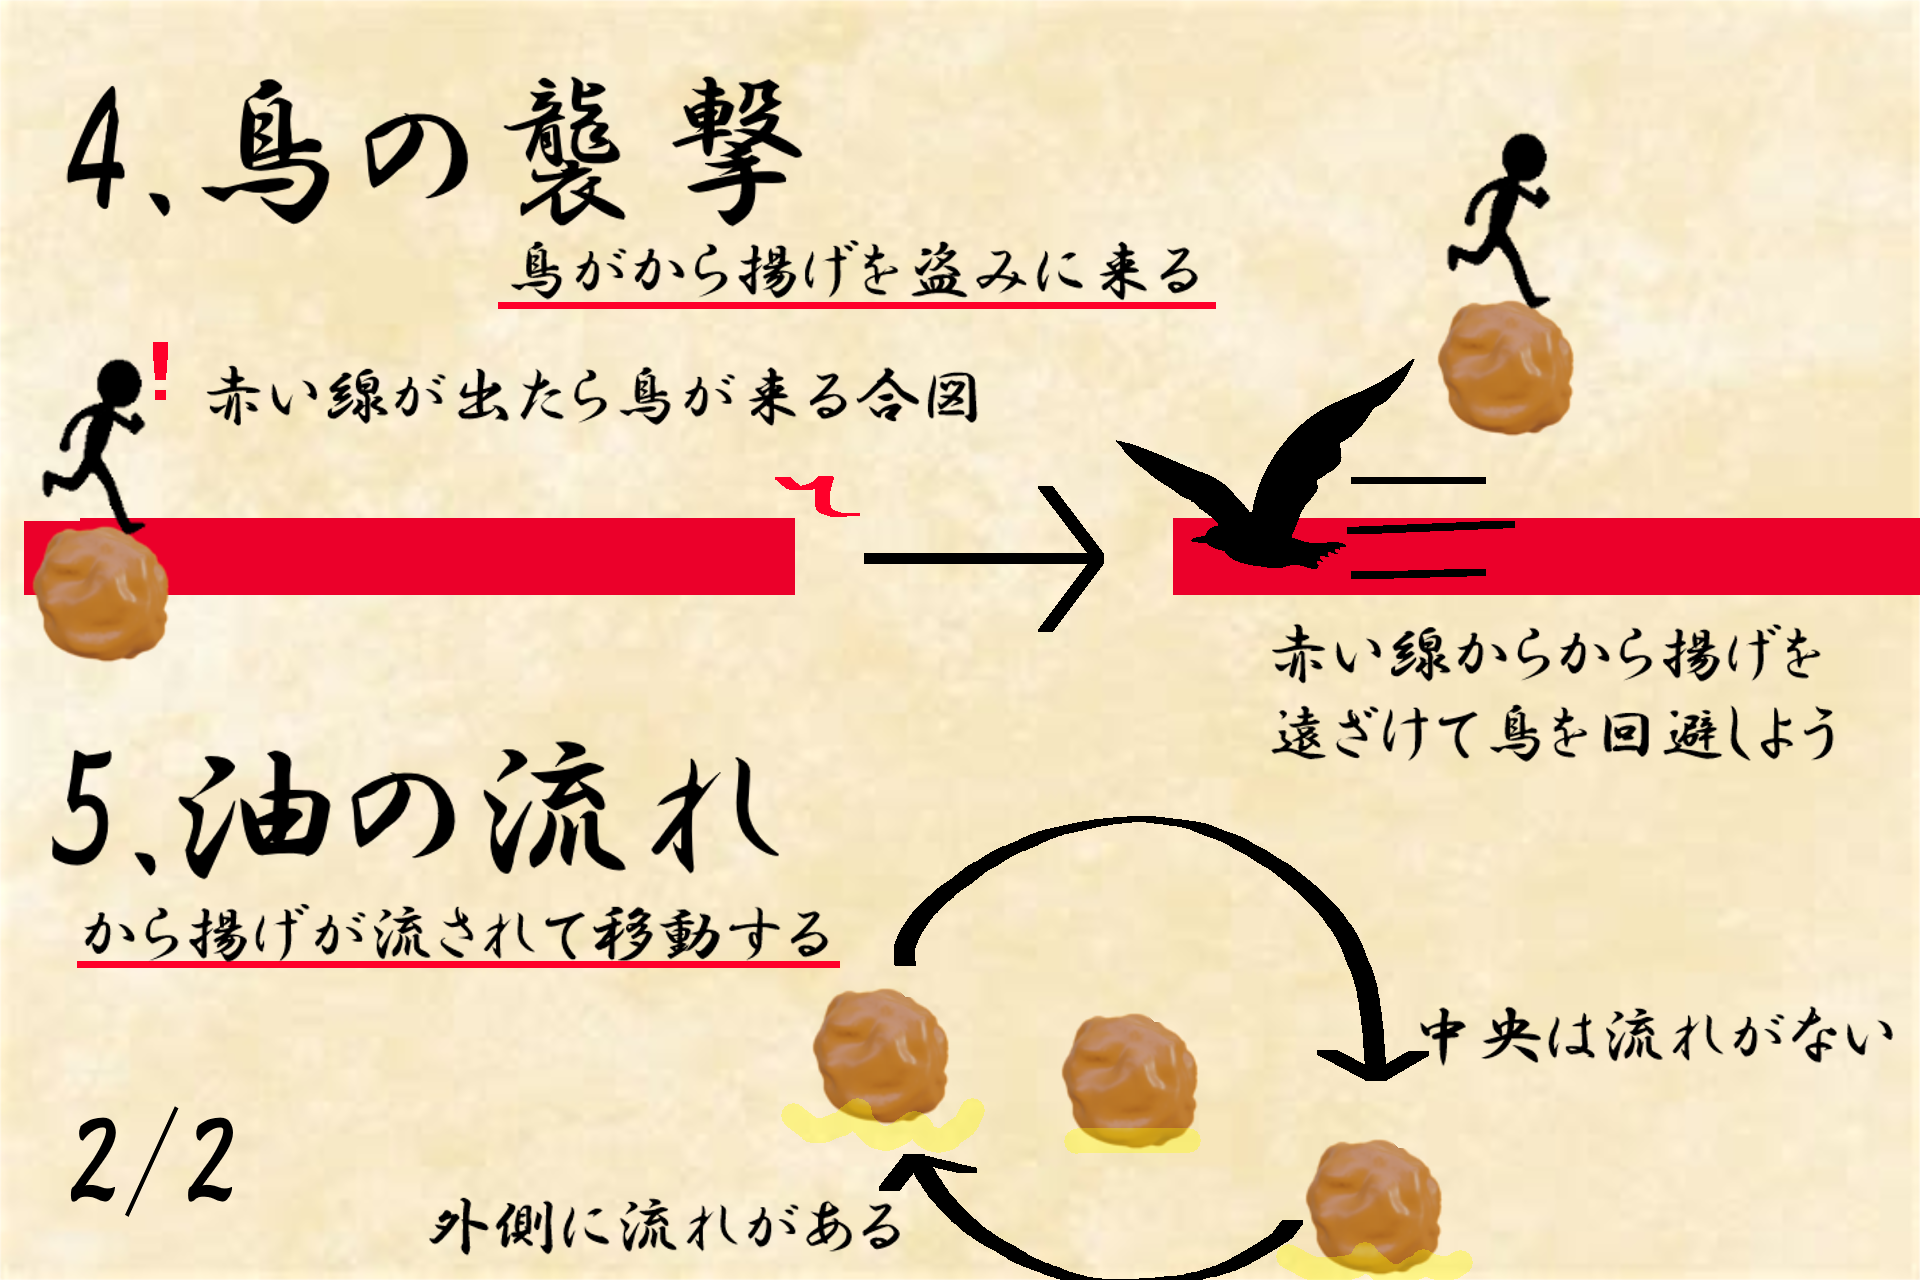 4、鳥の襲撃
鳥がから揚げを盗みに来る
!
赤い線が出たら鳥が来る合図
赤い線からから揚げを
遠ざけて鳥を回避しよう
5、油の流れ
から揚げが流されて移動する
中央は流れがない
外側に流れがある
2/2